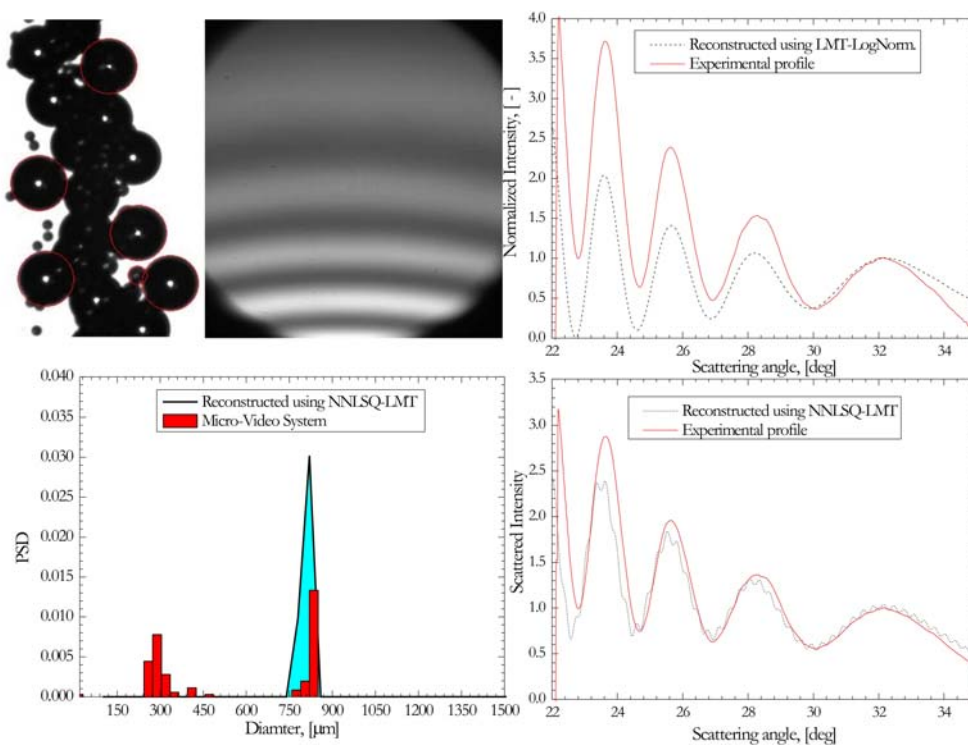 4.0
3.5
3.0
2.5
2.0
1.5
1.0
0.5
0.0
Normalized Intensity, [ - ]
Reconstructed using LMT-LogNorm.
Experimental profile
22 24 26 28 30 32 34
Scattering angle, [deg]
0.040
0.035
0.030
0.025
0.020
0.015
0.010
0.005
0.000
PSD
Reconstructed using NNLSQ-LMT
Micro-Video System
150 300 450 600 750 900 1050 1200 1350 1500
Diamter, [µm]
3.5
3.0
2.5
2.0
1.5
1.0
0.5
0.0
Scattered Intensity
Reconstructed using NNLSQ-LMT
Experimental profile
22 24 26 28 30 32 34
Scattering angle, [deg]